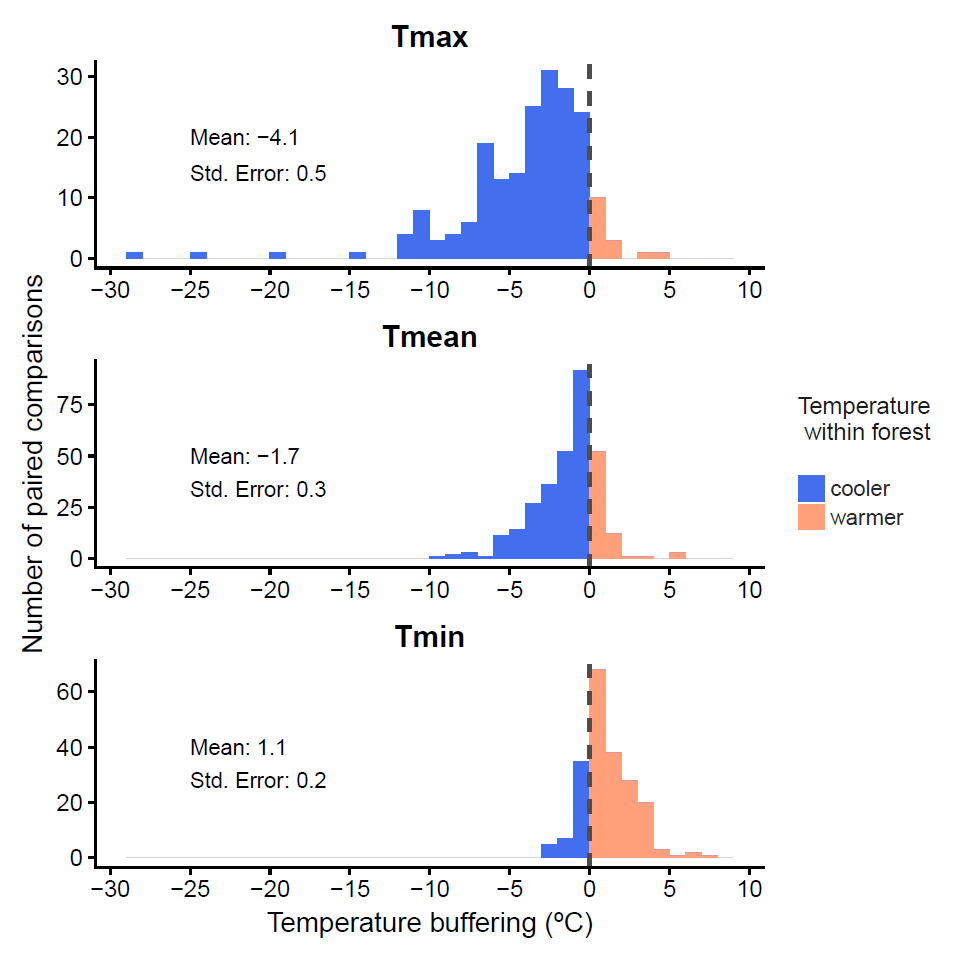 Tmax
30
20
10
0
Mean: −4.1
Std. Error: 0.5
−30 −25 −20 −15 −10 −5 0 5 10
Number of paired comparisons
Tmean
75
50
25
0
Mean: −1.7
Std. Error: 0.3
−30 −25 −20 −15 −10 −5 0 5 10
Temperature
within forest
cooler
warmer
Tmin
60
40
20
0
Mean: 1.1
Std. Error: 0.2
−30 −25 −20 −15 −10 −5 0 5 10
Temperature buffering (ºC)